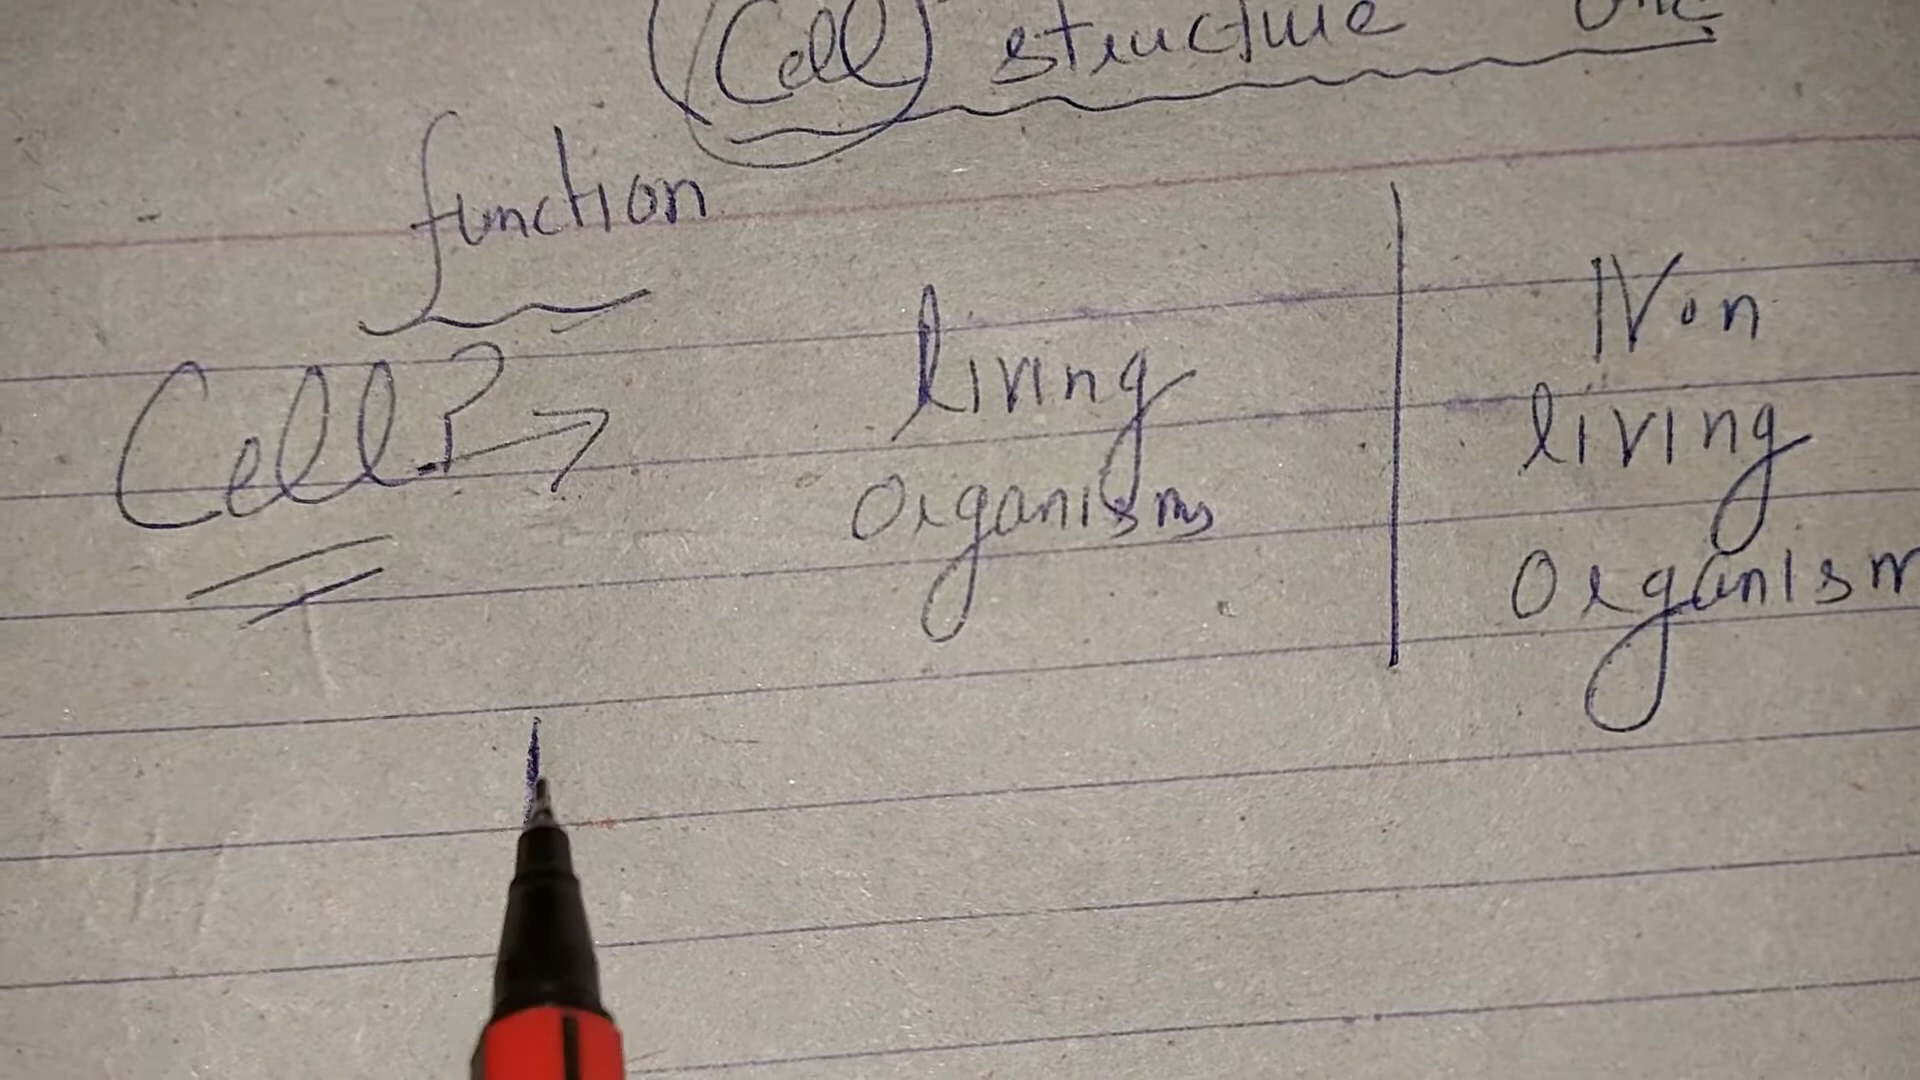 Cell structure
function
Cell? → living organisms | Non
living
organism